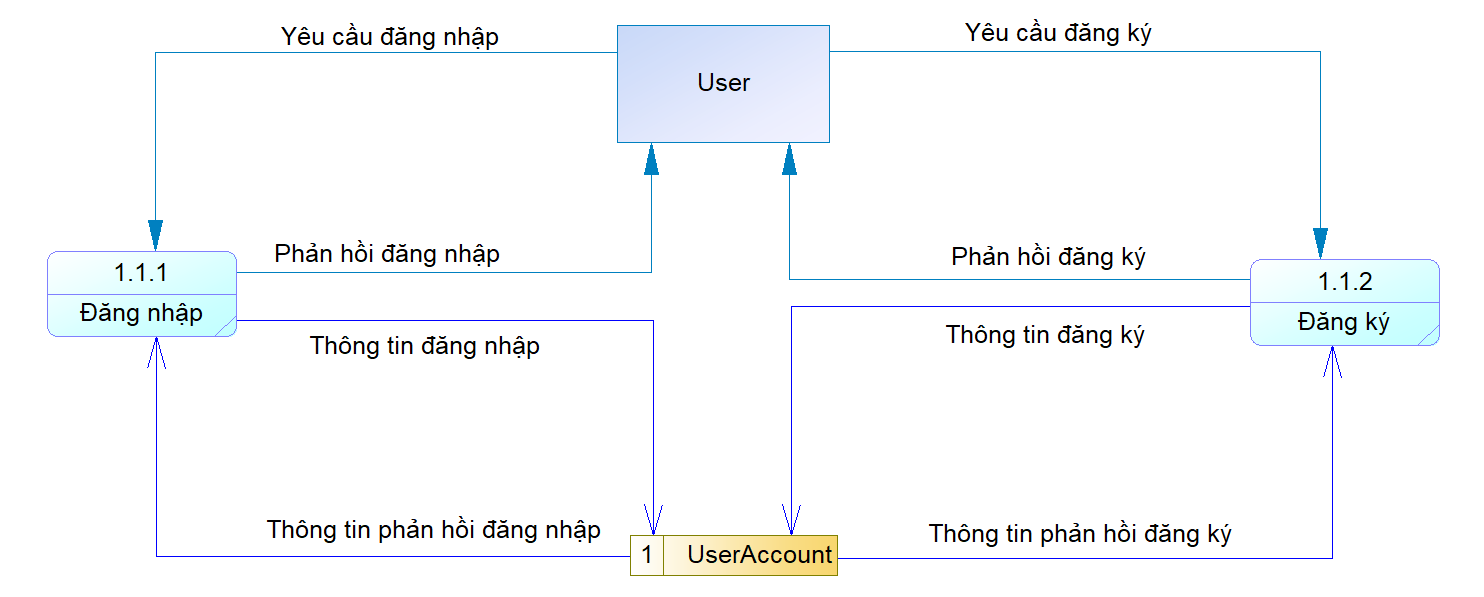 Yêu cầu đăng nhập
User
Yêu cầu đăng ký
Phản hồi đăng nhập
Phản hồi đăng ký
1.1.1
Đăng nhập
1.1.2
Đăng ký
Thông tin đăng nhập
Thông tin đăng ký
Thông tin phản hồi đăng nhập
1 UserAccount
Thông tin phản hồi đăng ký